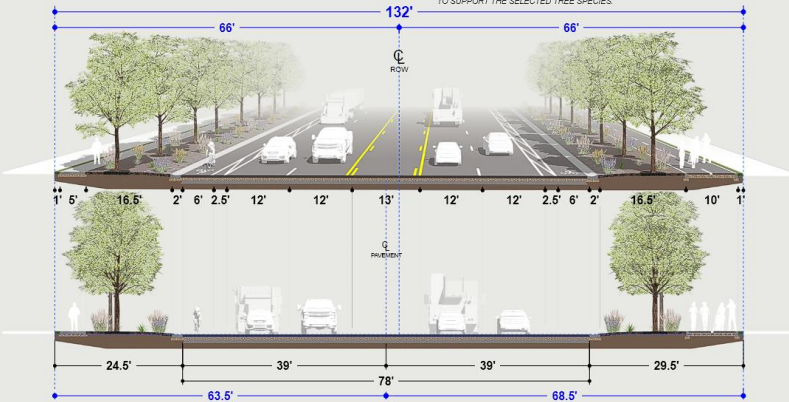 TO SUPPORT THE SELECTED TREE SPECIES.
132'
66' 66'
℄
ROW
1' 5' 16.5' 2' 6' 2.5' 12' 12' 13' 12' 12' 2.5' 6' 2' 16.5' 10' 1'
℄
PAVEMENT
24.5' 39' 39' 29.5'
78'
63.5' 68.5'